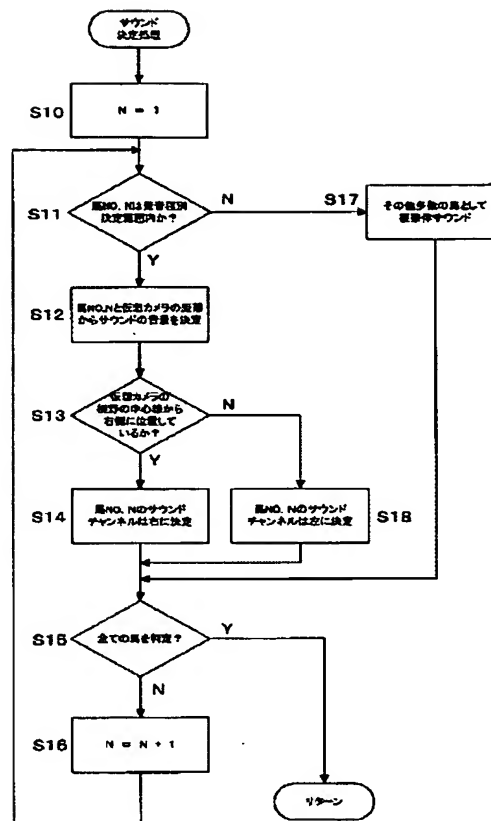 サウンド
決定処理
S10
N = 1
S11
馬NO. Nは発音種別
決定範囲内か?
N
Y
S17
その他多数の馬として
複数体サウンド
S12
馬NO.Nと仮想カメラの距離
からサウンドの音量を決定
S13
仮想カメラの
視野の中心線から
右側に位置して
いるか?
N
Y
S14
馬NO. Nのサウンド
チャンネルは右に決定
馬NO. Nのサウンド
チャンネルは左に決定
S18
S15
全ての馬を判定?
Y
N
S16
N = N + 1
リターン